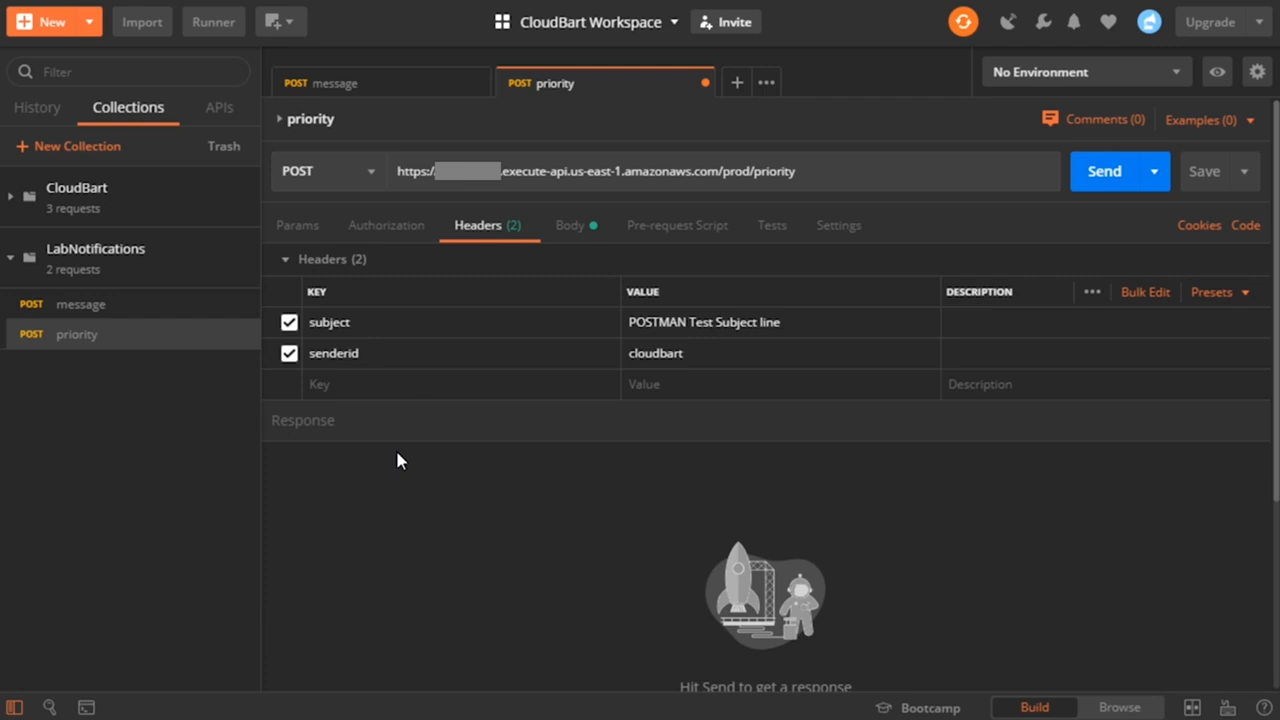 New
Import
Runner
CloudBart Workspace
Invite
Upgrade
Filter
History
Collections
APIs
New Collection
Trash
CloudBart
3 requests
LabNotifications
2 requests
POST message
POST priority
POST message
POST priority
No Environment
priority
Comments (0)
Examples (0)
POST
https:/ .execute-api.us-east-1.amazonaws.com/prod/priority
Send
Save
Params
Authorization
Headers (2)
Body
Pre-request Script
Tests
Settings
Cookies
Code
Headers (2)
KEY
VALUE
DESCRIPTION
Bulk Edit
Presets
subject
POSTMAN Test Subject line
senderid
cloudbart
Key
Value
Description
Response
Hit Send to get a response
Bootcamp
Build
Browse